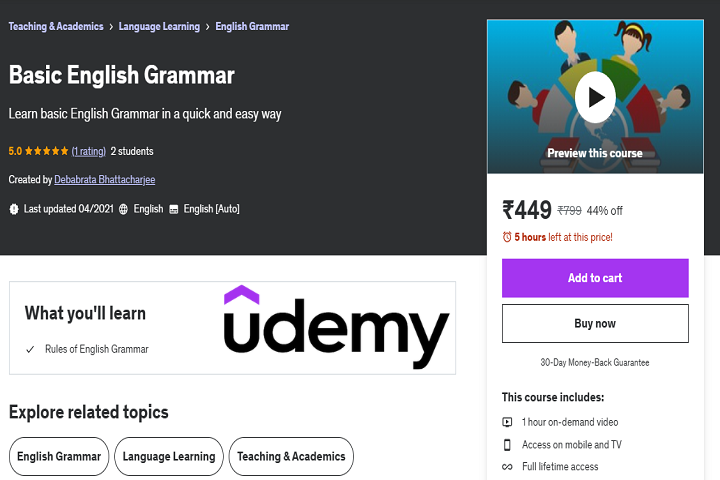 Teaching & Academics > Language Learning > English Grammar
Basic English Grammar
Learn basic English Grammar in a quick and easy way
5.0 ★★★★★ (1 rating) 2 students
Created by Debabrata Bhattacharjee
Last updated 04/2021 English English [Auto]
What you'll learn
udemy
✓ Rules of English Grammar
Explore related topics
English Grammar Language Learning Teaching & Academics
Preview this course
₹449 ₹799 44% off
5 hours left at this price!
Add to cart
Buy now
30-Day Money-Back Guarantee
This course includes:
1 hour on-demand video
Access on mobile and TV
Full lifetime access